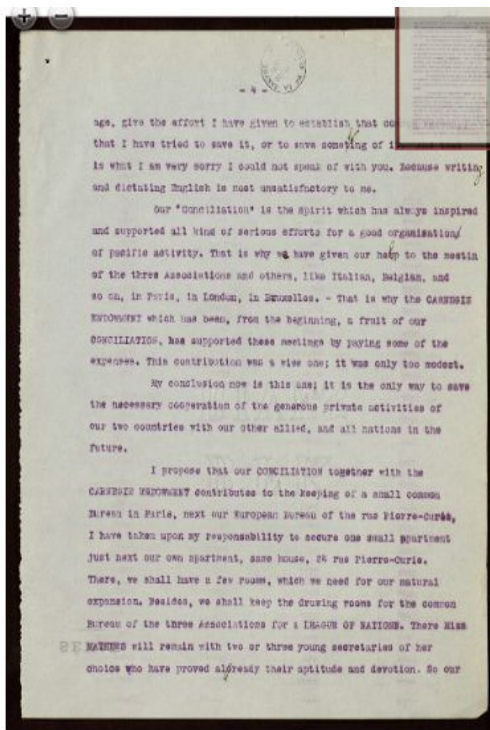 - 4 -
age, give the effort I have given to establish that
that I have tried to save it, or to save someting of
is what I am very sorry I could not speak of with you. Because writing
and dictating English is most unsatisfactory to me.
Our "Conciliation" is the spirit which has always inspired
and supported all kind of serious efforts for a good organisation
of pacific activity. That is why we have given our help to the meetin
of the three Associations and others, like Italian, Belgian, and
so on, in Paris, in London, in Bruxelles. - That is why the CARNEGIE
ENDOWMENT which has been, from the beginning, a fruit of our
CONCILIATION, has supported these meetings by paying some of the
expenses. This contribution was a wise one; it was only too modest.
My conclusion now is this one; it is the only way to save
the necessary cooperation of the generous private activities of
our two countries with our other allied, and all nations in the
future.
I propose that our CONCILIATION together with the
CARNEGIE ENDOWMENT contributes to the keeping of a small common
Bureau in Paris, next our European Bureau of the rue Pierre-Curie,
I have taken upon my responsability to secure one small apartment
just next our own apartment, same house, 24 rue Pierre-Curie.
There, we shall have a few rooms, which we need for our natural
expansion. Besides, we shall keep the drawing rooms for the common
Bureau of the three Associations for a LEAGUE OF NATIONS. There Miss
will remain with two or three young secretaries of her
choice who have proved already their aptitude and devotion. So our